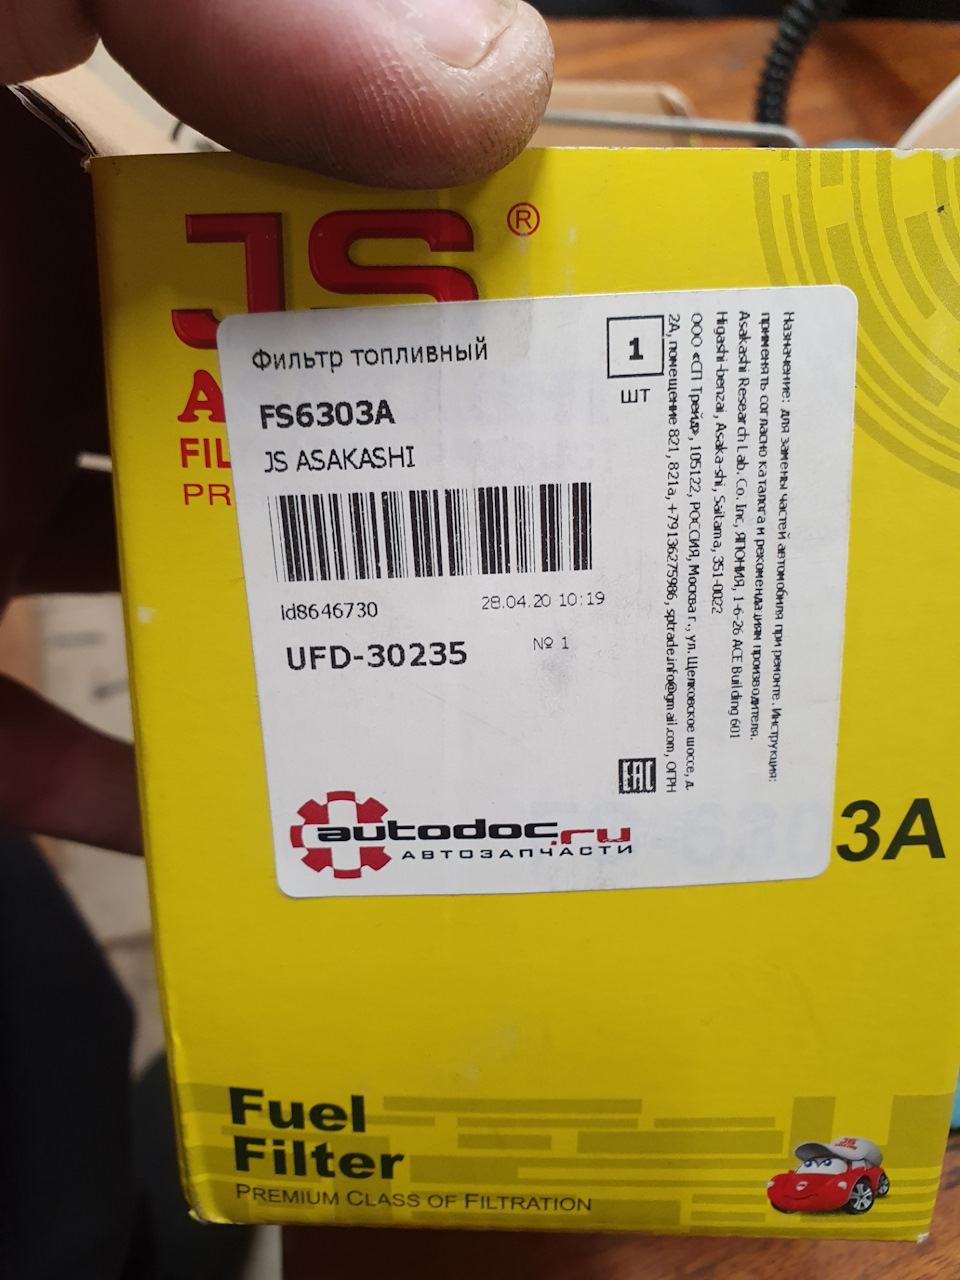 JS ®
A
FIL
PR
Фильтр топливный
1
шт
FS6303A
JS ASAKASHI
id8646730
28.04.20 10:19
UFD-30235
№ 1
Назначение: для замены частей автомобиля при ремонте. Инструкция:
применять согласно каталога и рекомендациям производителя.
Asakashi Research Lab. Co. Inc, ЯПОНИЯ, 1-6-26 ACE Building 601
Higashi-benzai, Asaka-shi, Saitama, 351-0022
ООО «СП Трейд», 105122, РОССИЯ, Москва г., ул. Щелковское шоссе, д.
2А, помещение 821, 821а, +79136275986, sptrade.info@gmail.com, ОГРН
EAC
autodoc.ru
АВТОЗАПЧАСТИ
3A
Fuel
Filter
PREMIUM CLASS OF FILTRATION
JS